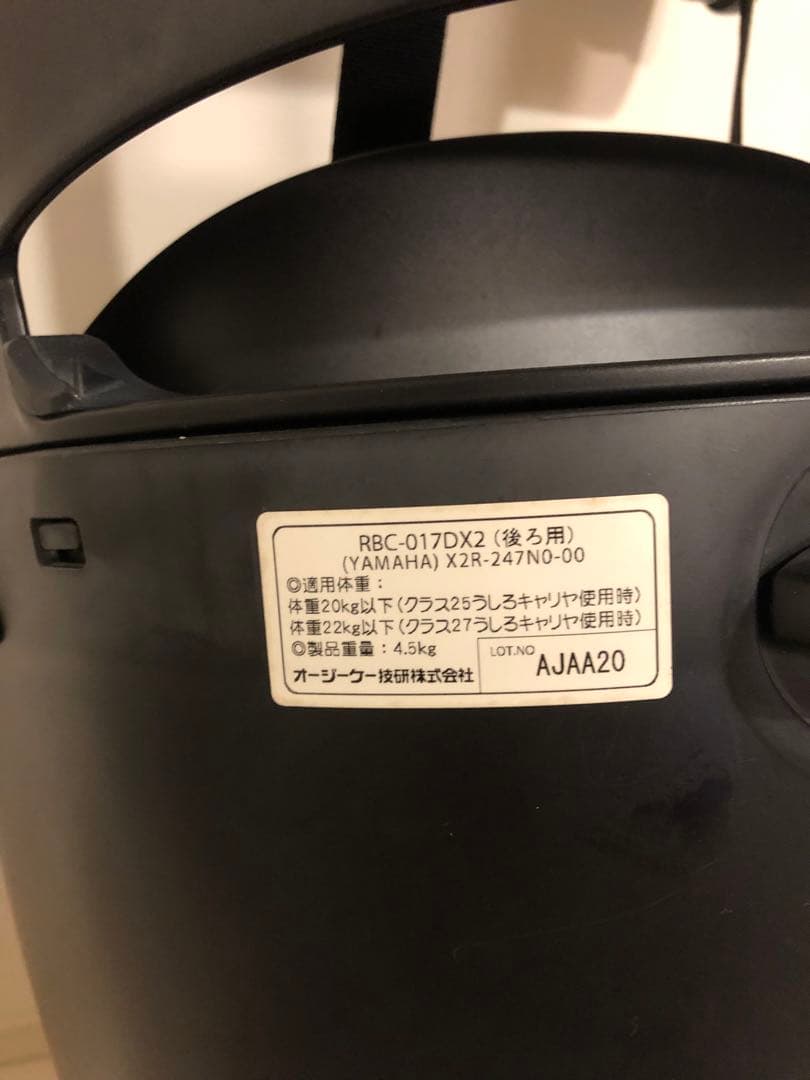 RBC-017DX2 (後ろ用)
(YAMAHA) X2R-247N0-00
◎適用体重：
体重20kg以下(クラス25うしろキャリヤ使用時)
体重22kg以下(クラス27うしろキャリヤ使用時)
◎製品重量：4.5kg
オージーケー技研株式会社
LOT.NO AJAA20